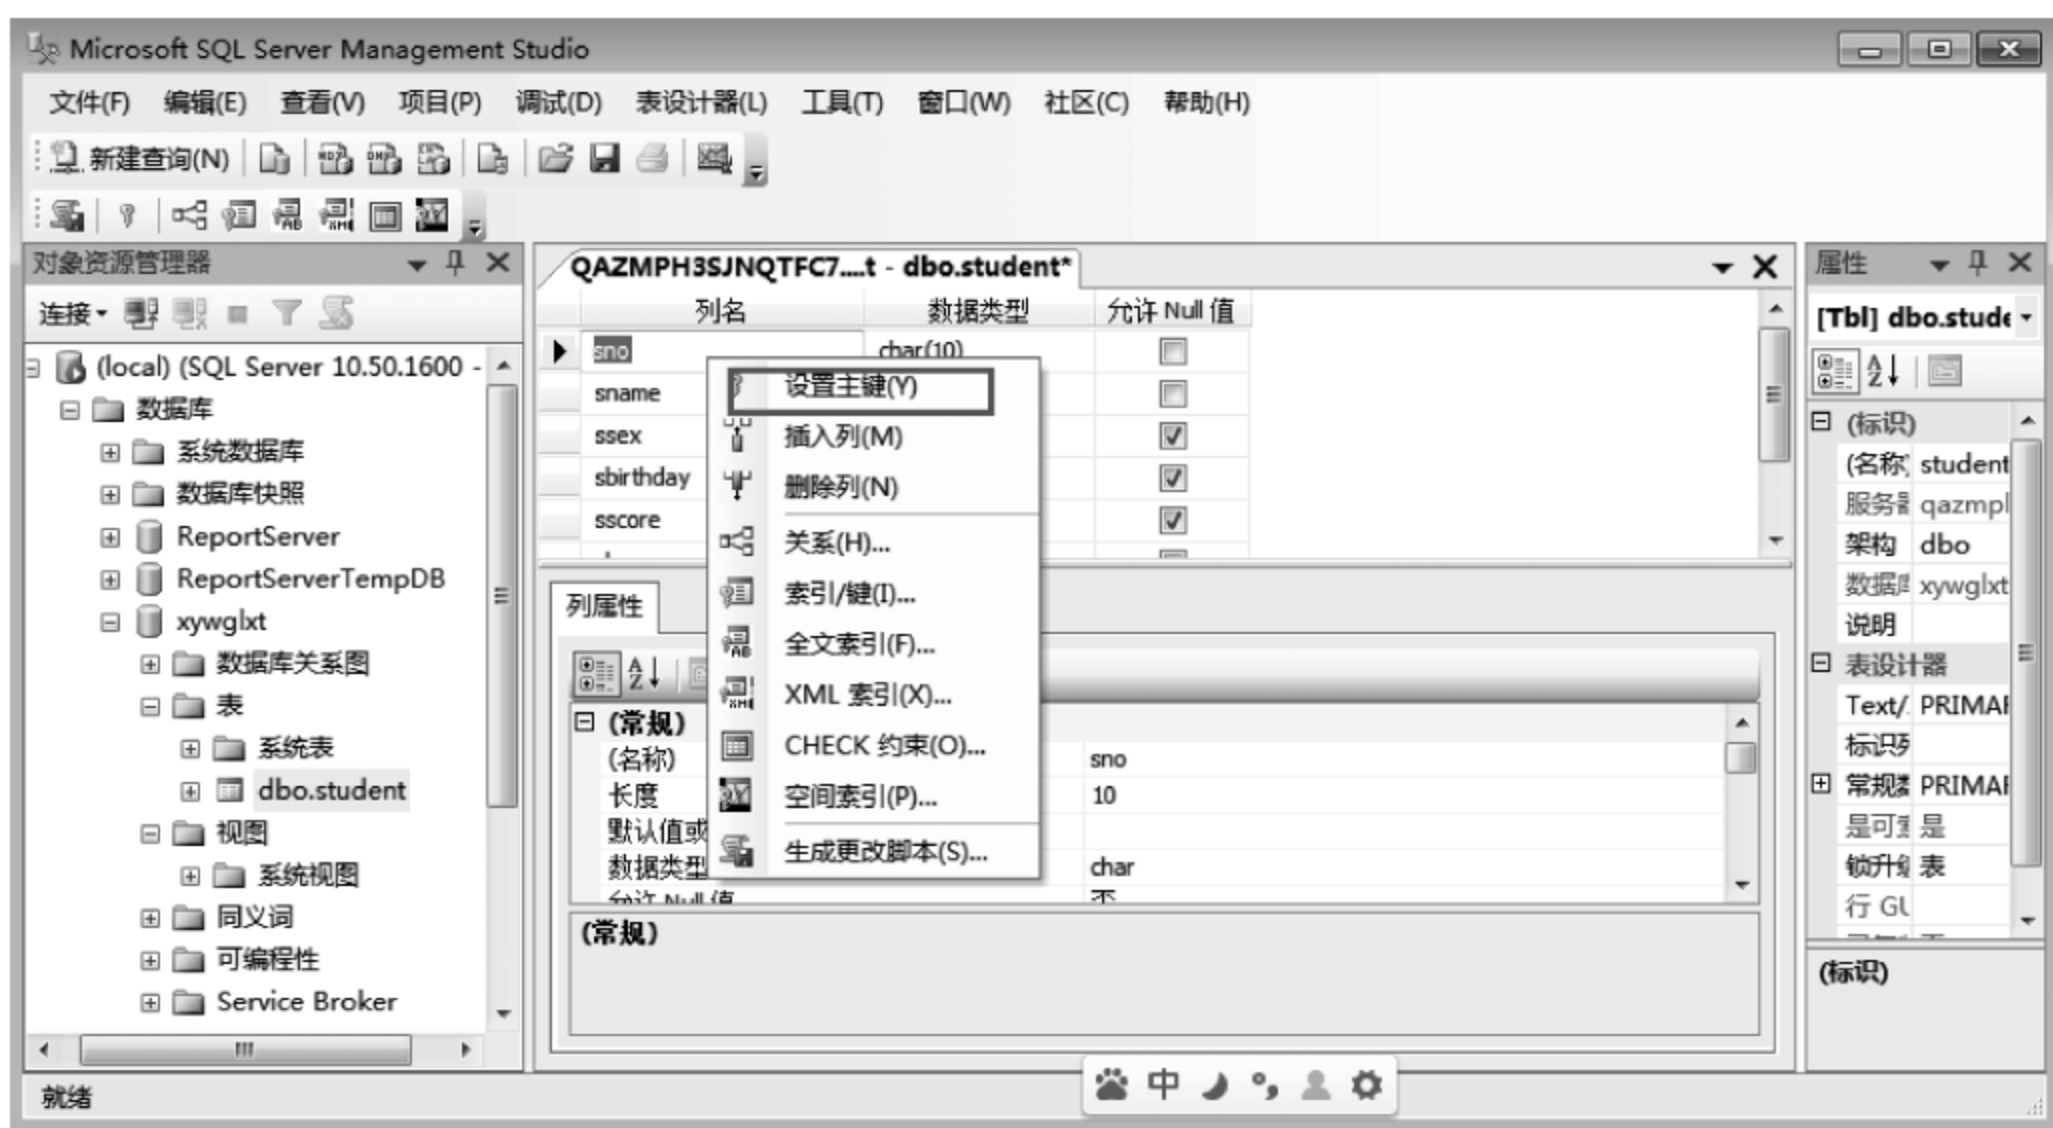 Microsoft SQL Server Management Studio
文件(F) 编辑(E) 查看(V) 项目(P) 调试(D) 表设计器(L) 工具(T) 窗口(W) 社区(C) 帮助(H)
新建查询(N)
对象资源管理器
连接
(local) (SQL Server 10.50.1600 -
数据库
系统数据库
数据库快照
ReportServer
ReportServerTempDB
xywglxt
数据库关系图
表
系统表
dbo.student
视图
系统视图
同义词
可编程性
Service Broker
QAZMPH3SJNQTFC7....t - dbo.student*
列名 数据类型 允许 Null 值
sno char(10)
sname
ssex
sbirthday
sscore
设置主键(Y)
插入列(M)
删除列(N)
关系(H)...
索引/键(I)...
全文索引(F)...
XML 索引(X)...
CHECK 约束(O)...
空间索引(P)...
生成更改脚本(S)...
列属性
(常规)
(名称) sno
长度 10
默认值或
数据类型 char
允许 Null 值 否
(常规)
属性
[Tbl] dbo.stude
(标识)
(名称) student
服务器 qazmpl
架构 dbo
数据库 xywglxt
说明
表设计器
Text/ PRIMAR
标识列
常规数 PRIMAR
是可 是
锁升级 表
行 GU
(标识)
就绪
中